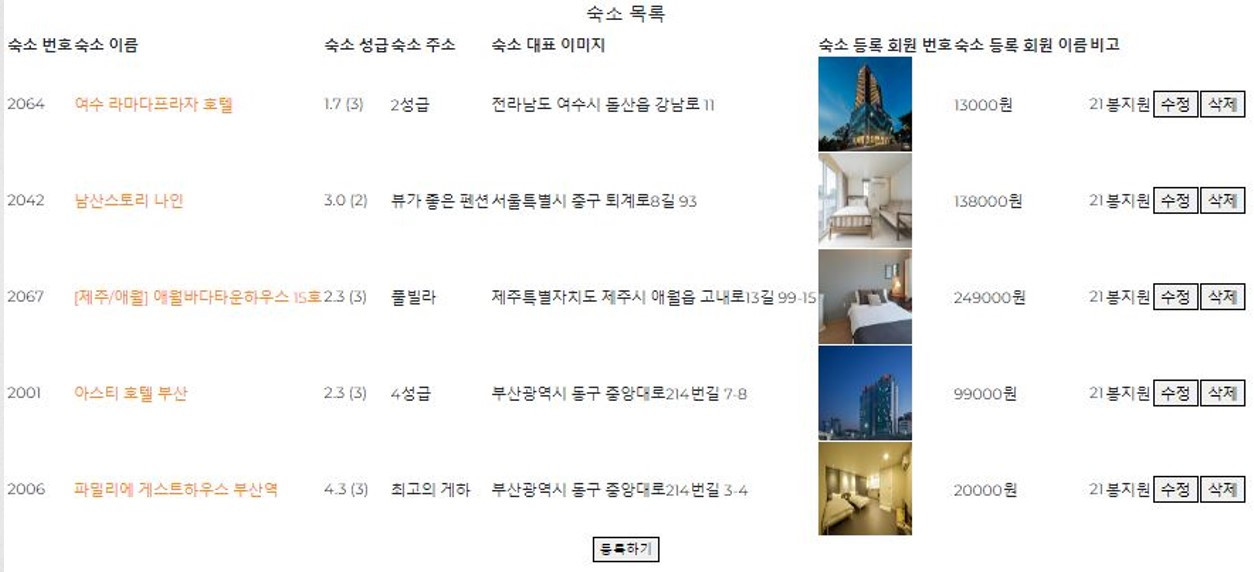 숙소 목록
숙소 번호 숙소 이름 숙소 성급 숙소 주소 숙소 대표 이미지 숙소 등록 회원 번호 숙소 등록 회원 이름 비고
2064 여수 라마다프라자 호텔 1.7 (3) 2성급 전라남도 여수시 돌산읍 강남로 11 13000원 21 봉지원 수정 삭제
2042 남산스토리 나인 3.0 (2) 뷰가 좋은 펜션 서울특별시 중구 퇴계로8길 93 138000원 21 봉지원 수정 삭제
2067 [제주/애월] 애월바다타운하우스 15호 2.3 (3) 풀빌라 제주특별자치도 제주시 애월읍 고내로13길 99-15 249000원 21 봉지원 수정 삭제
2001 아스티 호텔 부산 2.3 (3) 4성급 부산광역시 동구 중앙대로214번길 7-8 99000원 21 봉지원 수정 삭제
2006 파밀리에 게스트하우스 부산역 4.3 (3) 최고의 게하 부산광역시 동구 중앙대로214번길 3-4 20000원 21 봉지원 수정 삭제
등록하기